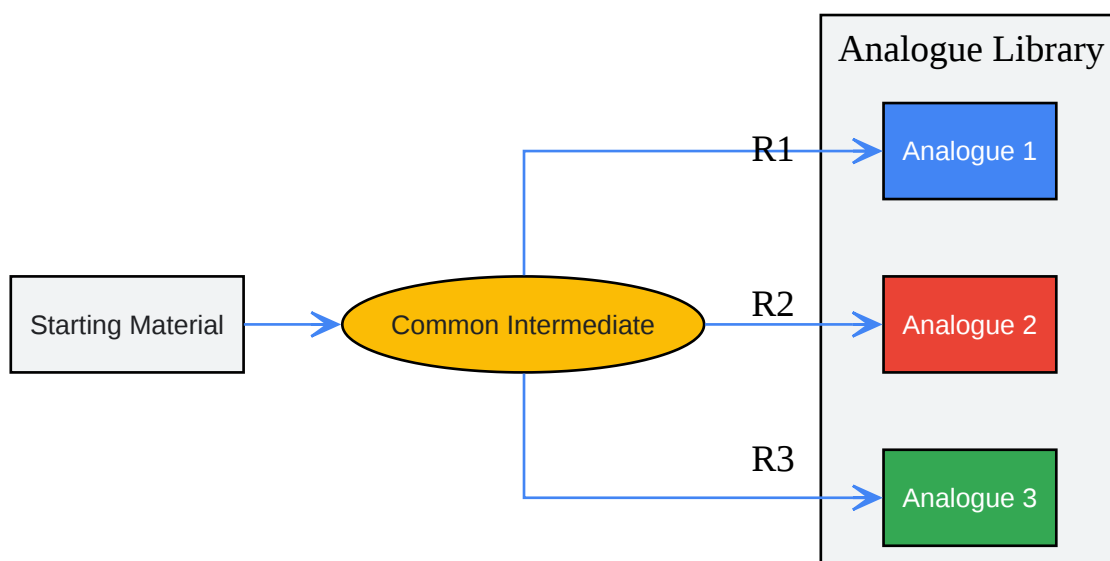 Analogue Library
R1
Analogue 1
Starting Material
Common Intermediate
R2
Analogue 2
R3
Analogue 3